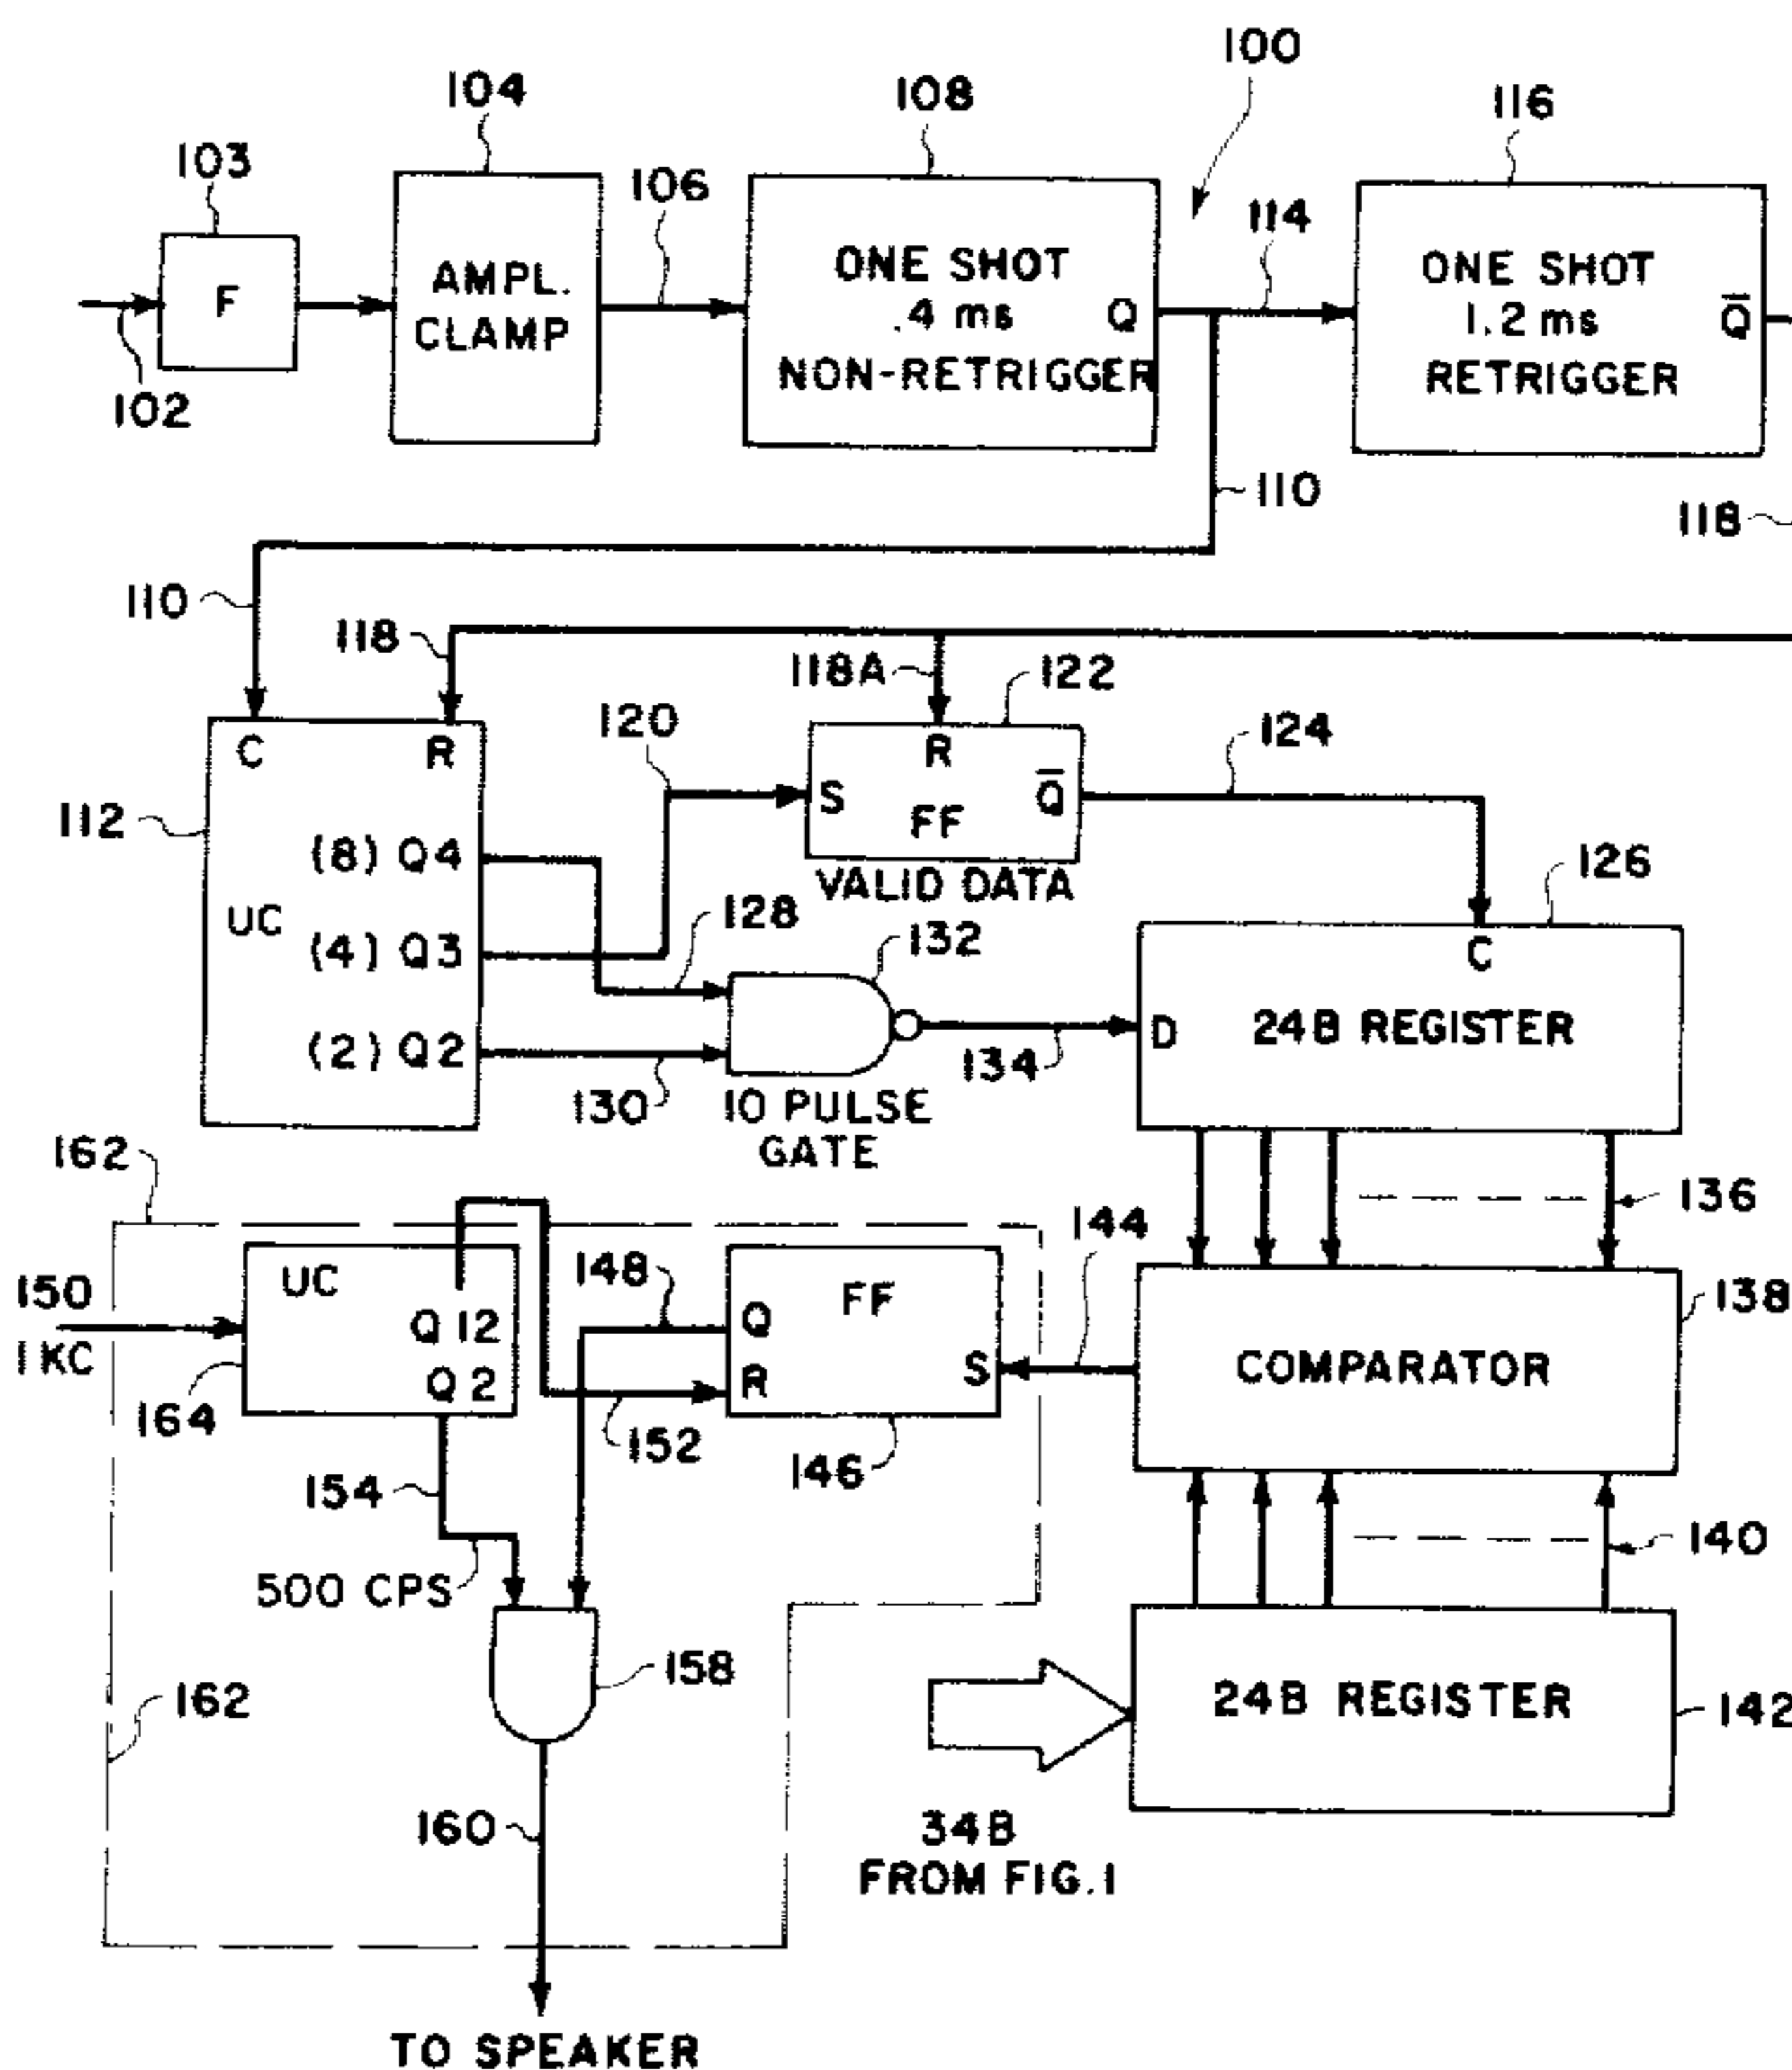 100
104
108
116
103
106
114
F
AMPL.
CLAMP
ONE SHOT
.4 ms
NON-RETRIGGER
Q
ONE SHOT
1.2 ms
RETRIGGER
Q̅
102
110
118
110
118
118A
122
120
124
C
R
R
S
FF
Q̅
112
(8) Q4
VALID DATA
126
128
132
UC
(4) Q3
C
24B REGISTER
D
(2) Q2
134
130
10 PULSE
GATE
162
136
144
UC
148
FF
138
150
1 KC
Q 12
Q
Q 2
R
S
COMPARATOR
164
152
146
154
140
500 CPS
158
162
24B REGISTER
142
160
34B
FROM FIG. 1
TO SPEAKER